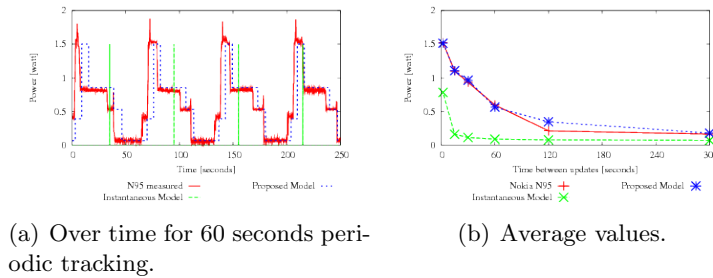 2
1.5
1
0.5
0
Power [watt]
0 50 100 150 200 250
Time [seconds]
N95 measured
Proposed Model
Instantaneous Model
(a) Over time for 60 seconds peri-
odic tracking.
2
1.5
1
0.5
0
Power [watt]
0 60 120 180 240 30
Time between updates [seconds]
Nokia N95
Proposed Model
Instantaneous Model
(b) Average values.